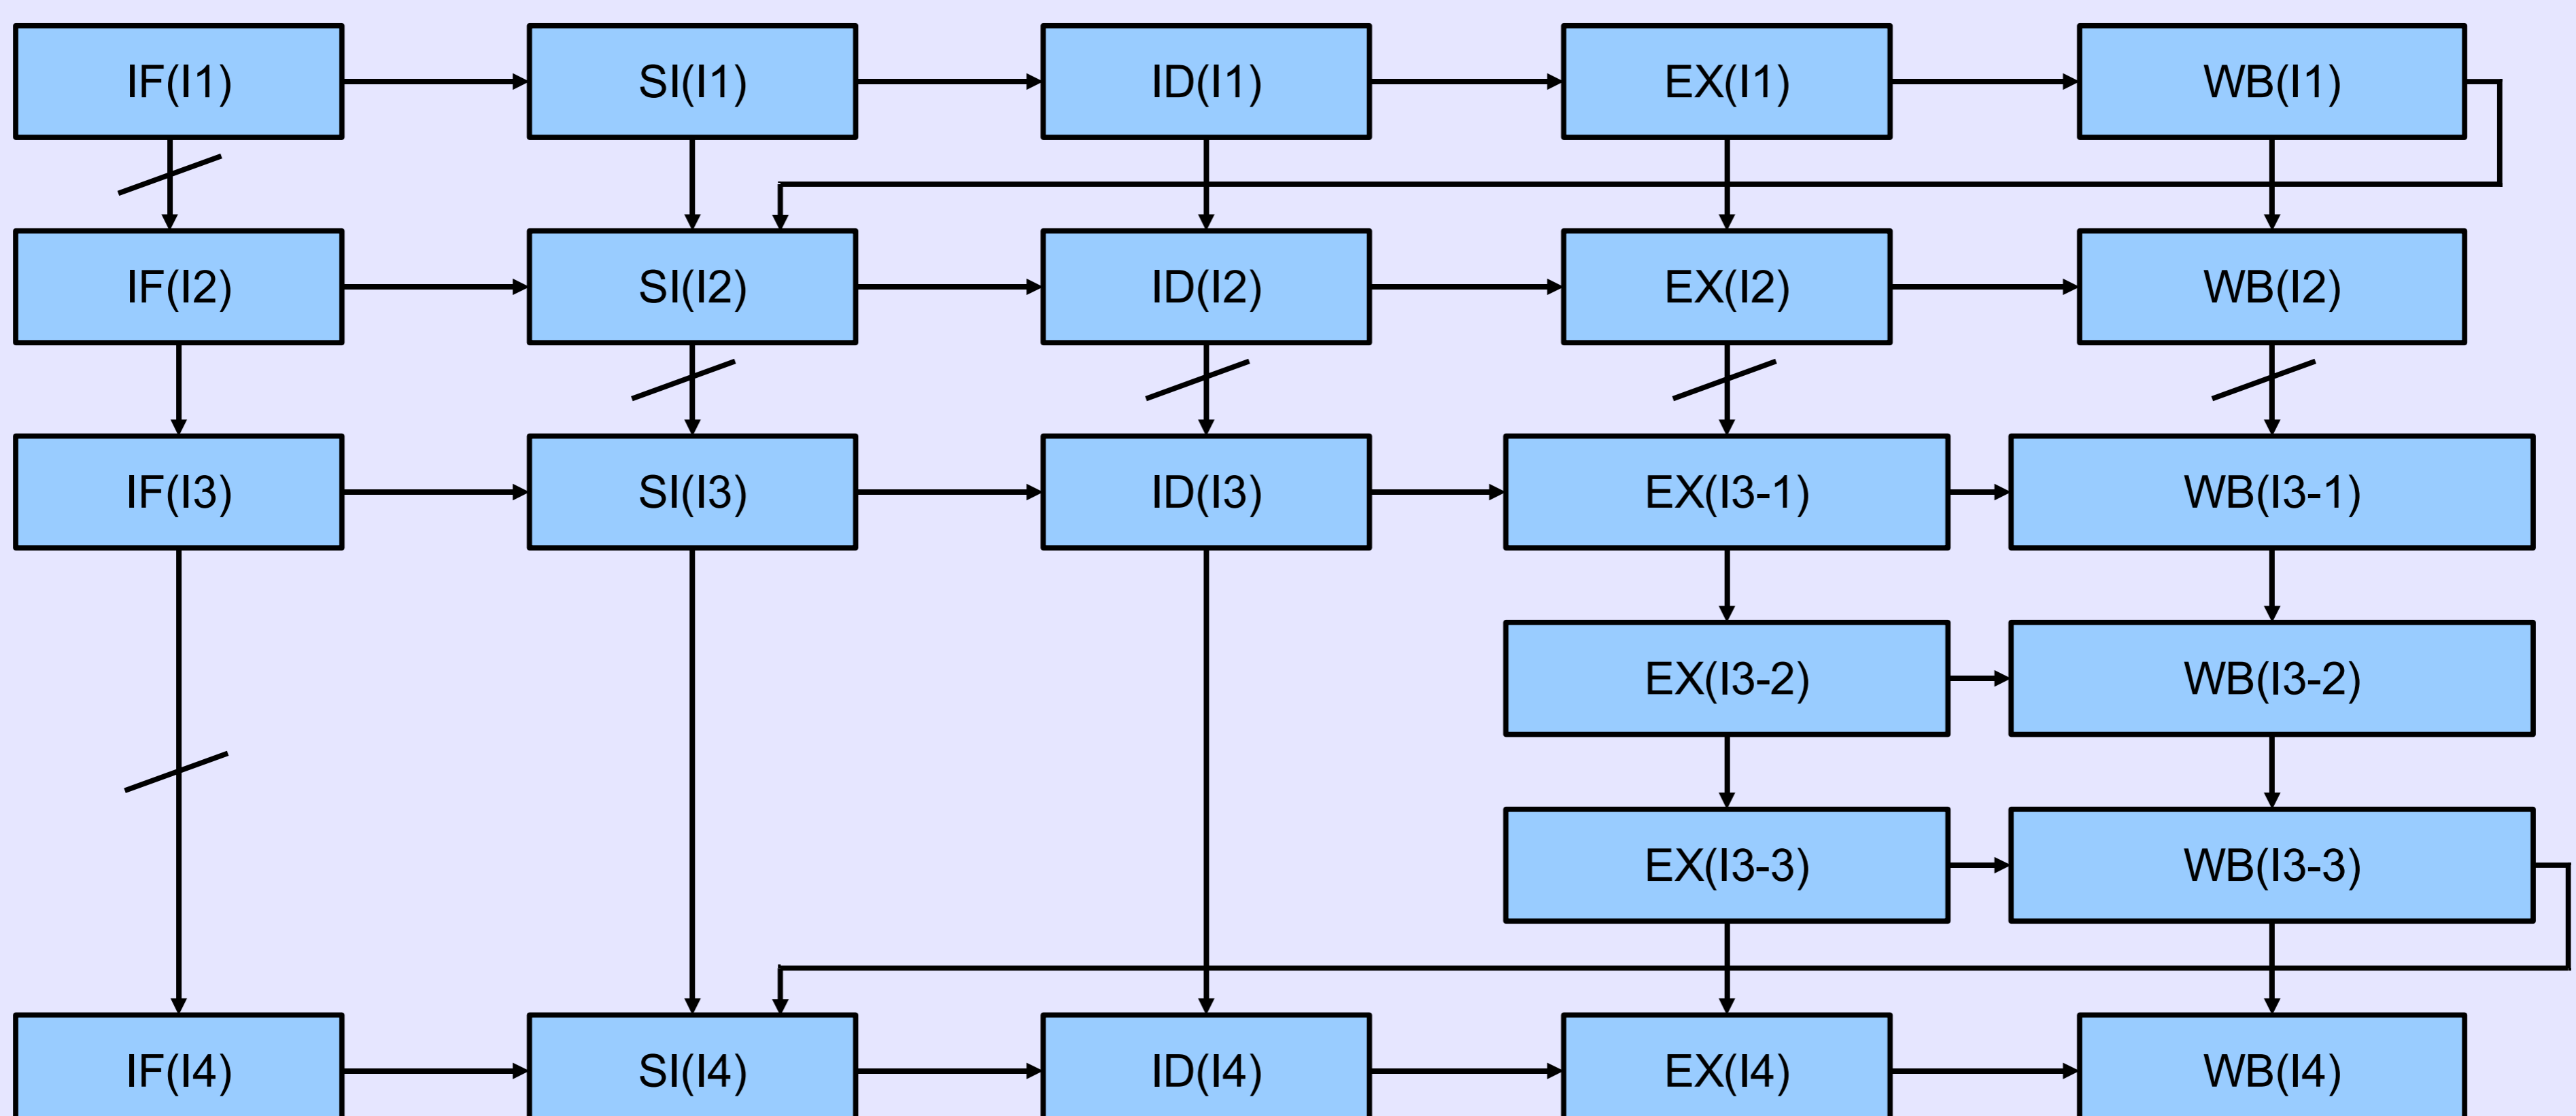 IF(I1) SI(I1) ID(I1) EX(I1) WB(I1)
IF(I2) SI(I2) ID(I2) EX(I2) WB(I2)
IF(I3) SI(I3) ID(I3) EX(I3-1) WB(I3-1)
EX(I3-2) WB(I3-2)
EX(I3-3) WB(I3-3)
IF(I4) SI(I4) ID(I4) EX(I4) WB(I4)